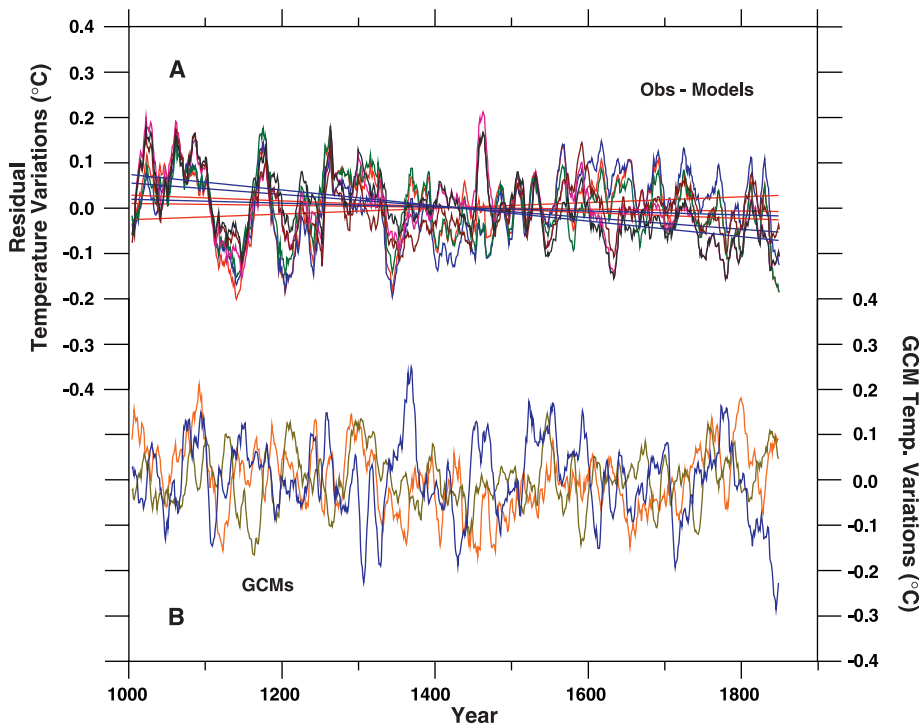 0.4
A
Obs - Models
0.3
0.2
0.1
0.0
-0.1
-0.2
-0.3
-0.4
Residual
Temperature Variations (°C)
0.4
0.3
0.2
0.1
0.0
-0.1
-0.2
-0.3
-0.4
GCM Temp. Variations (°C)
GCMs
B
1000
1200
1400
1600
1800
Year